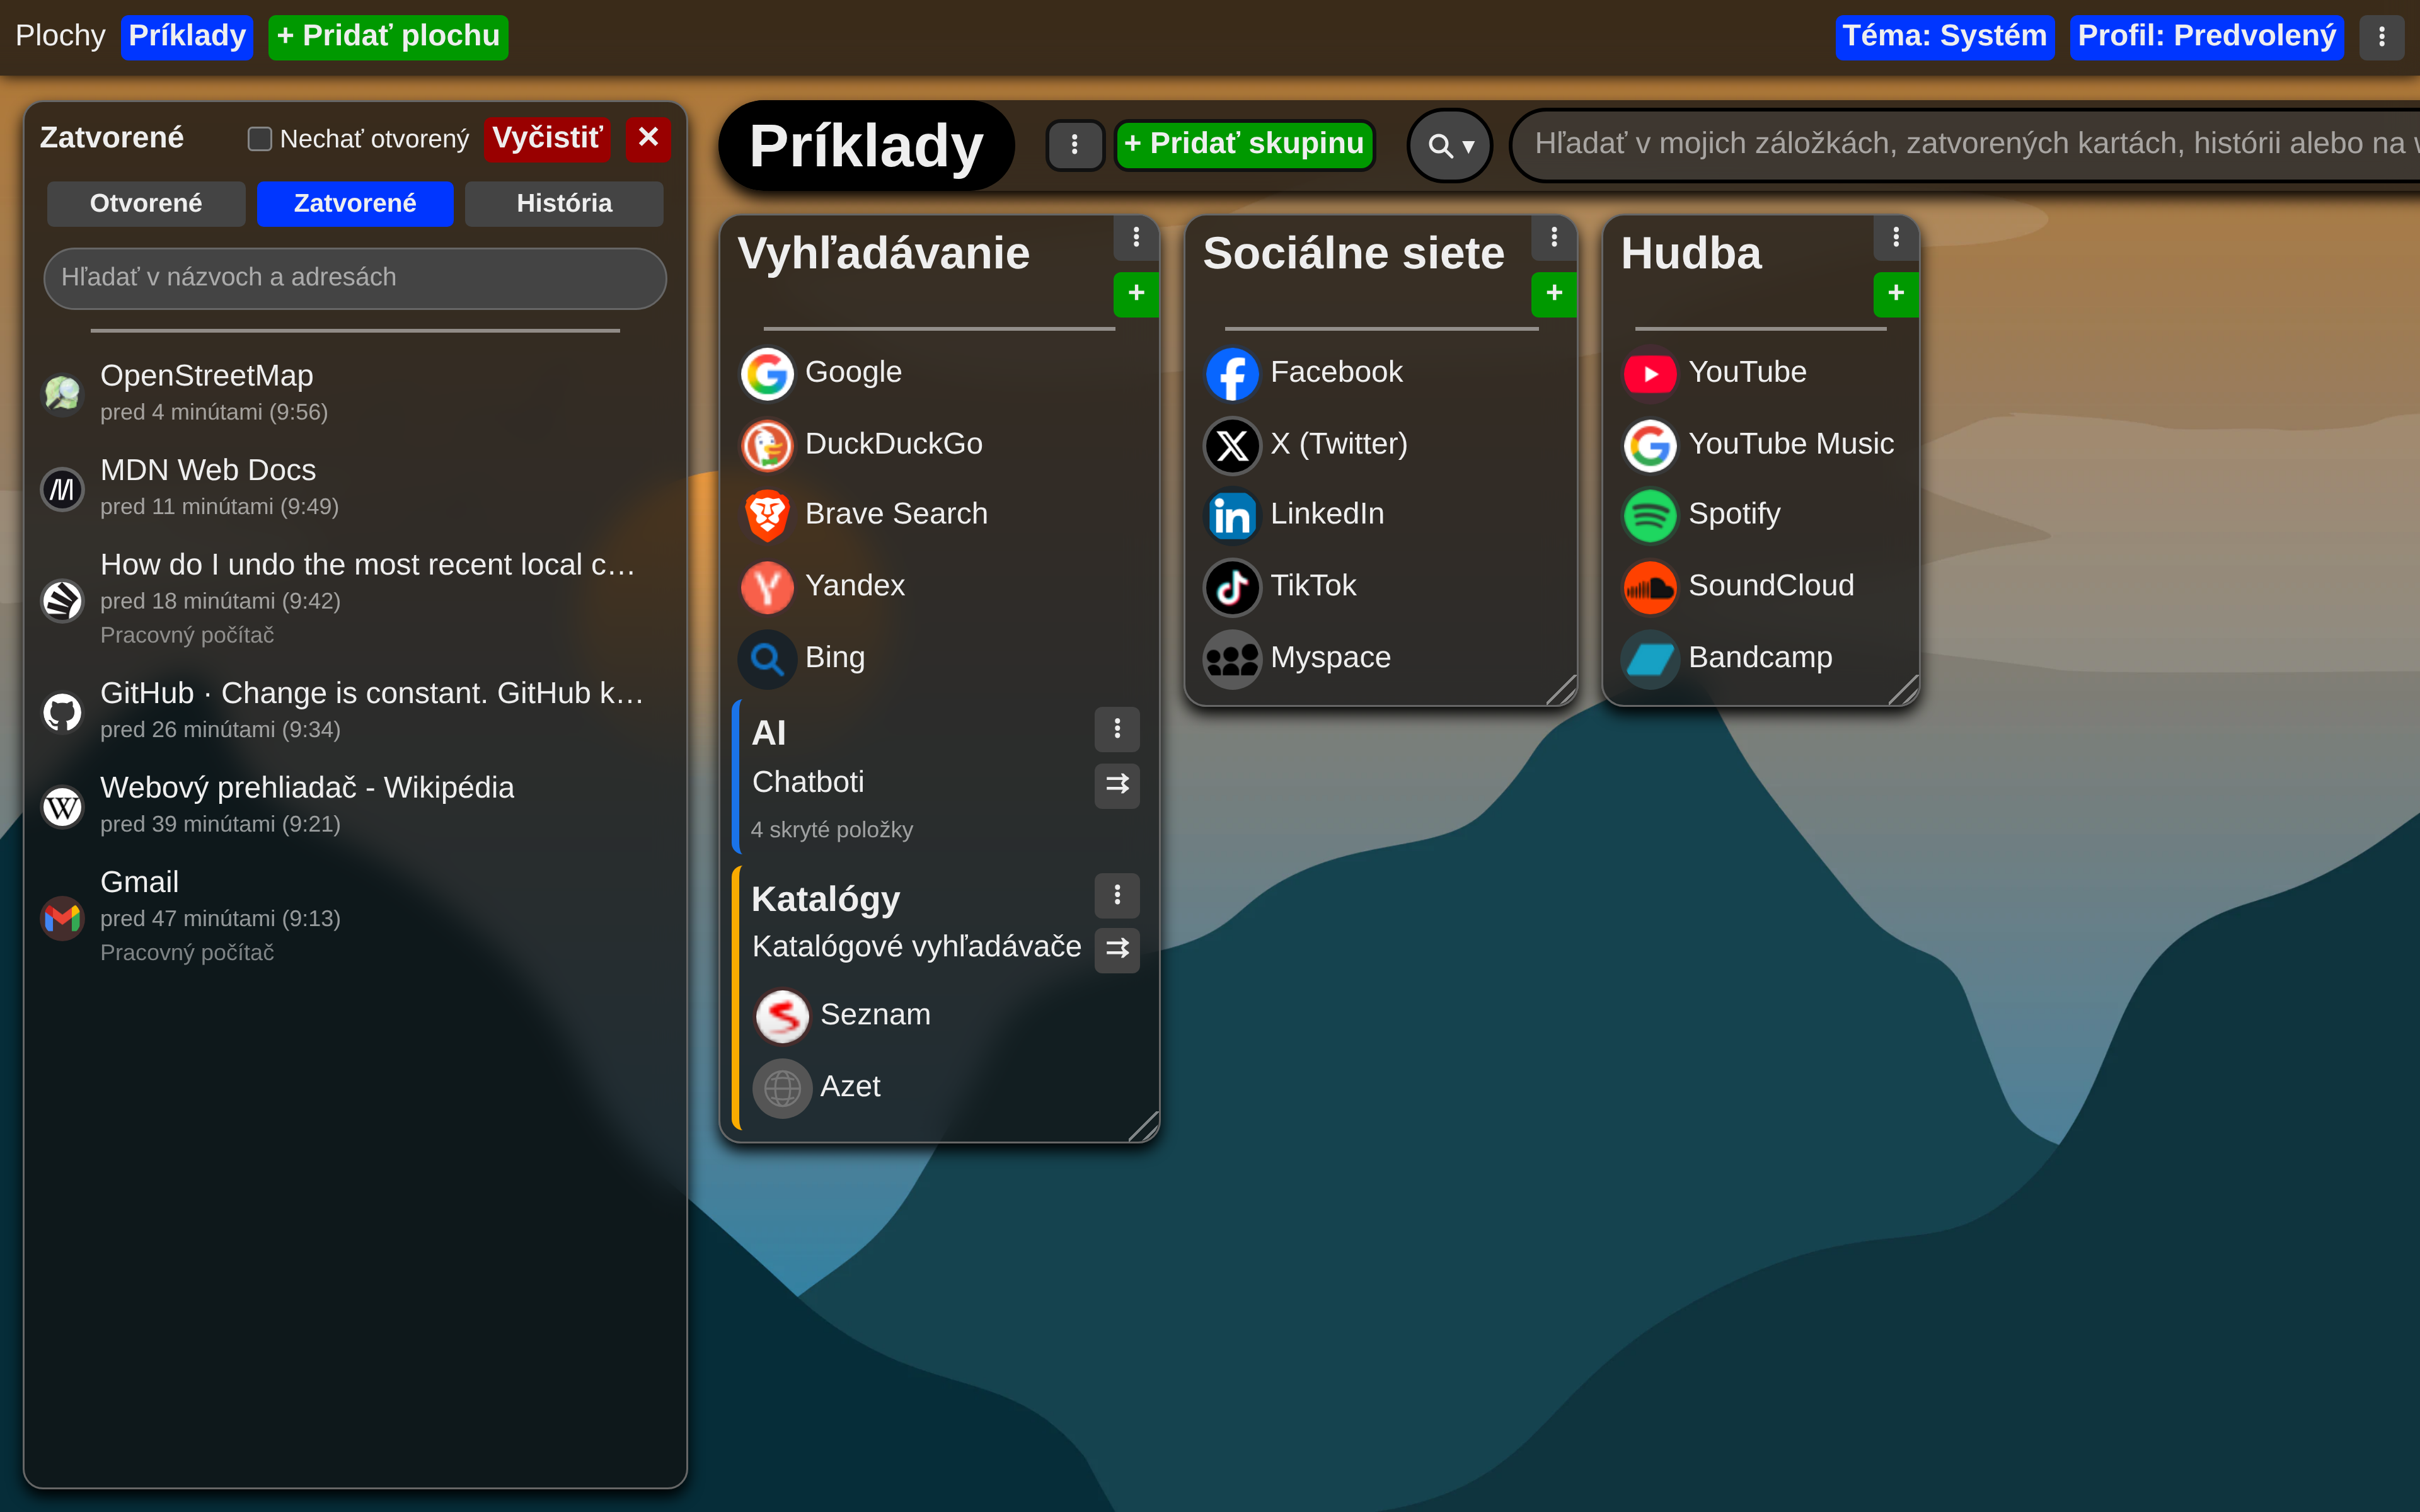 Plochy Príklady + Pridať plochu Téma: Systém Profil: Predvolený
Zatvorené Nechať otvorený Vyčistiť
Otvorené Zatvorené História
Hľadať v názvoch a adresách
OpenStreetMap
pred 4 minútami (9:56)
MDN Web Docs
pred 11 minútami (9:49)
How do I undo the most recent local c…
pred 18 minútami (9:42)
Pracovný počítač
GitHub · Change is constant. GitHub k…
pred 26 minútami (9:34)
Webový prehliadač - Wikipédia
pred 39 minútami (9:21)
Gmail
pred 47 minútami (9:13)
Pracovný počítač
Príklady + Pridať skupinu Hľadať v mojich záložkách, zatvorených kartách, histórii alebo na
Vyhľadávanie
+
Google
DuckDuckGo
Brave Search
Yandex
Bing
AI
Chatboti
4 skryté položky
Katalógy
Katalógové vyhľadávače
Seznam
Azet
Sociálne siete
+
Facebook
X (Twitter)
LinkedIn
TikTok
Myspace
Hudba
+
YouTube
YouTube Music
Spotify
SoundCloud
Bandcamp